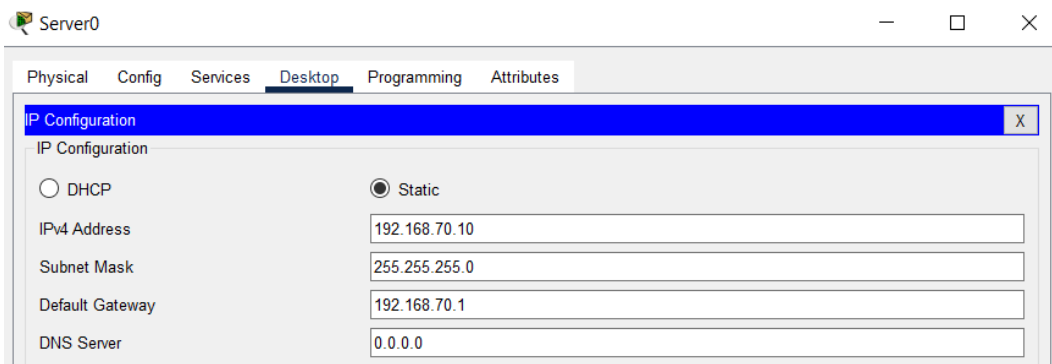 Server0
Physical Config Services Desktop Programming Attributes
IP Configuration X
IP Configuration
DHCP Static
IPv4 Address 192.168.70.10
Subnet Mask 255.255.255.0
Default Gateway 192.168.70.1
DNS Server 0.0.0.0